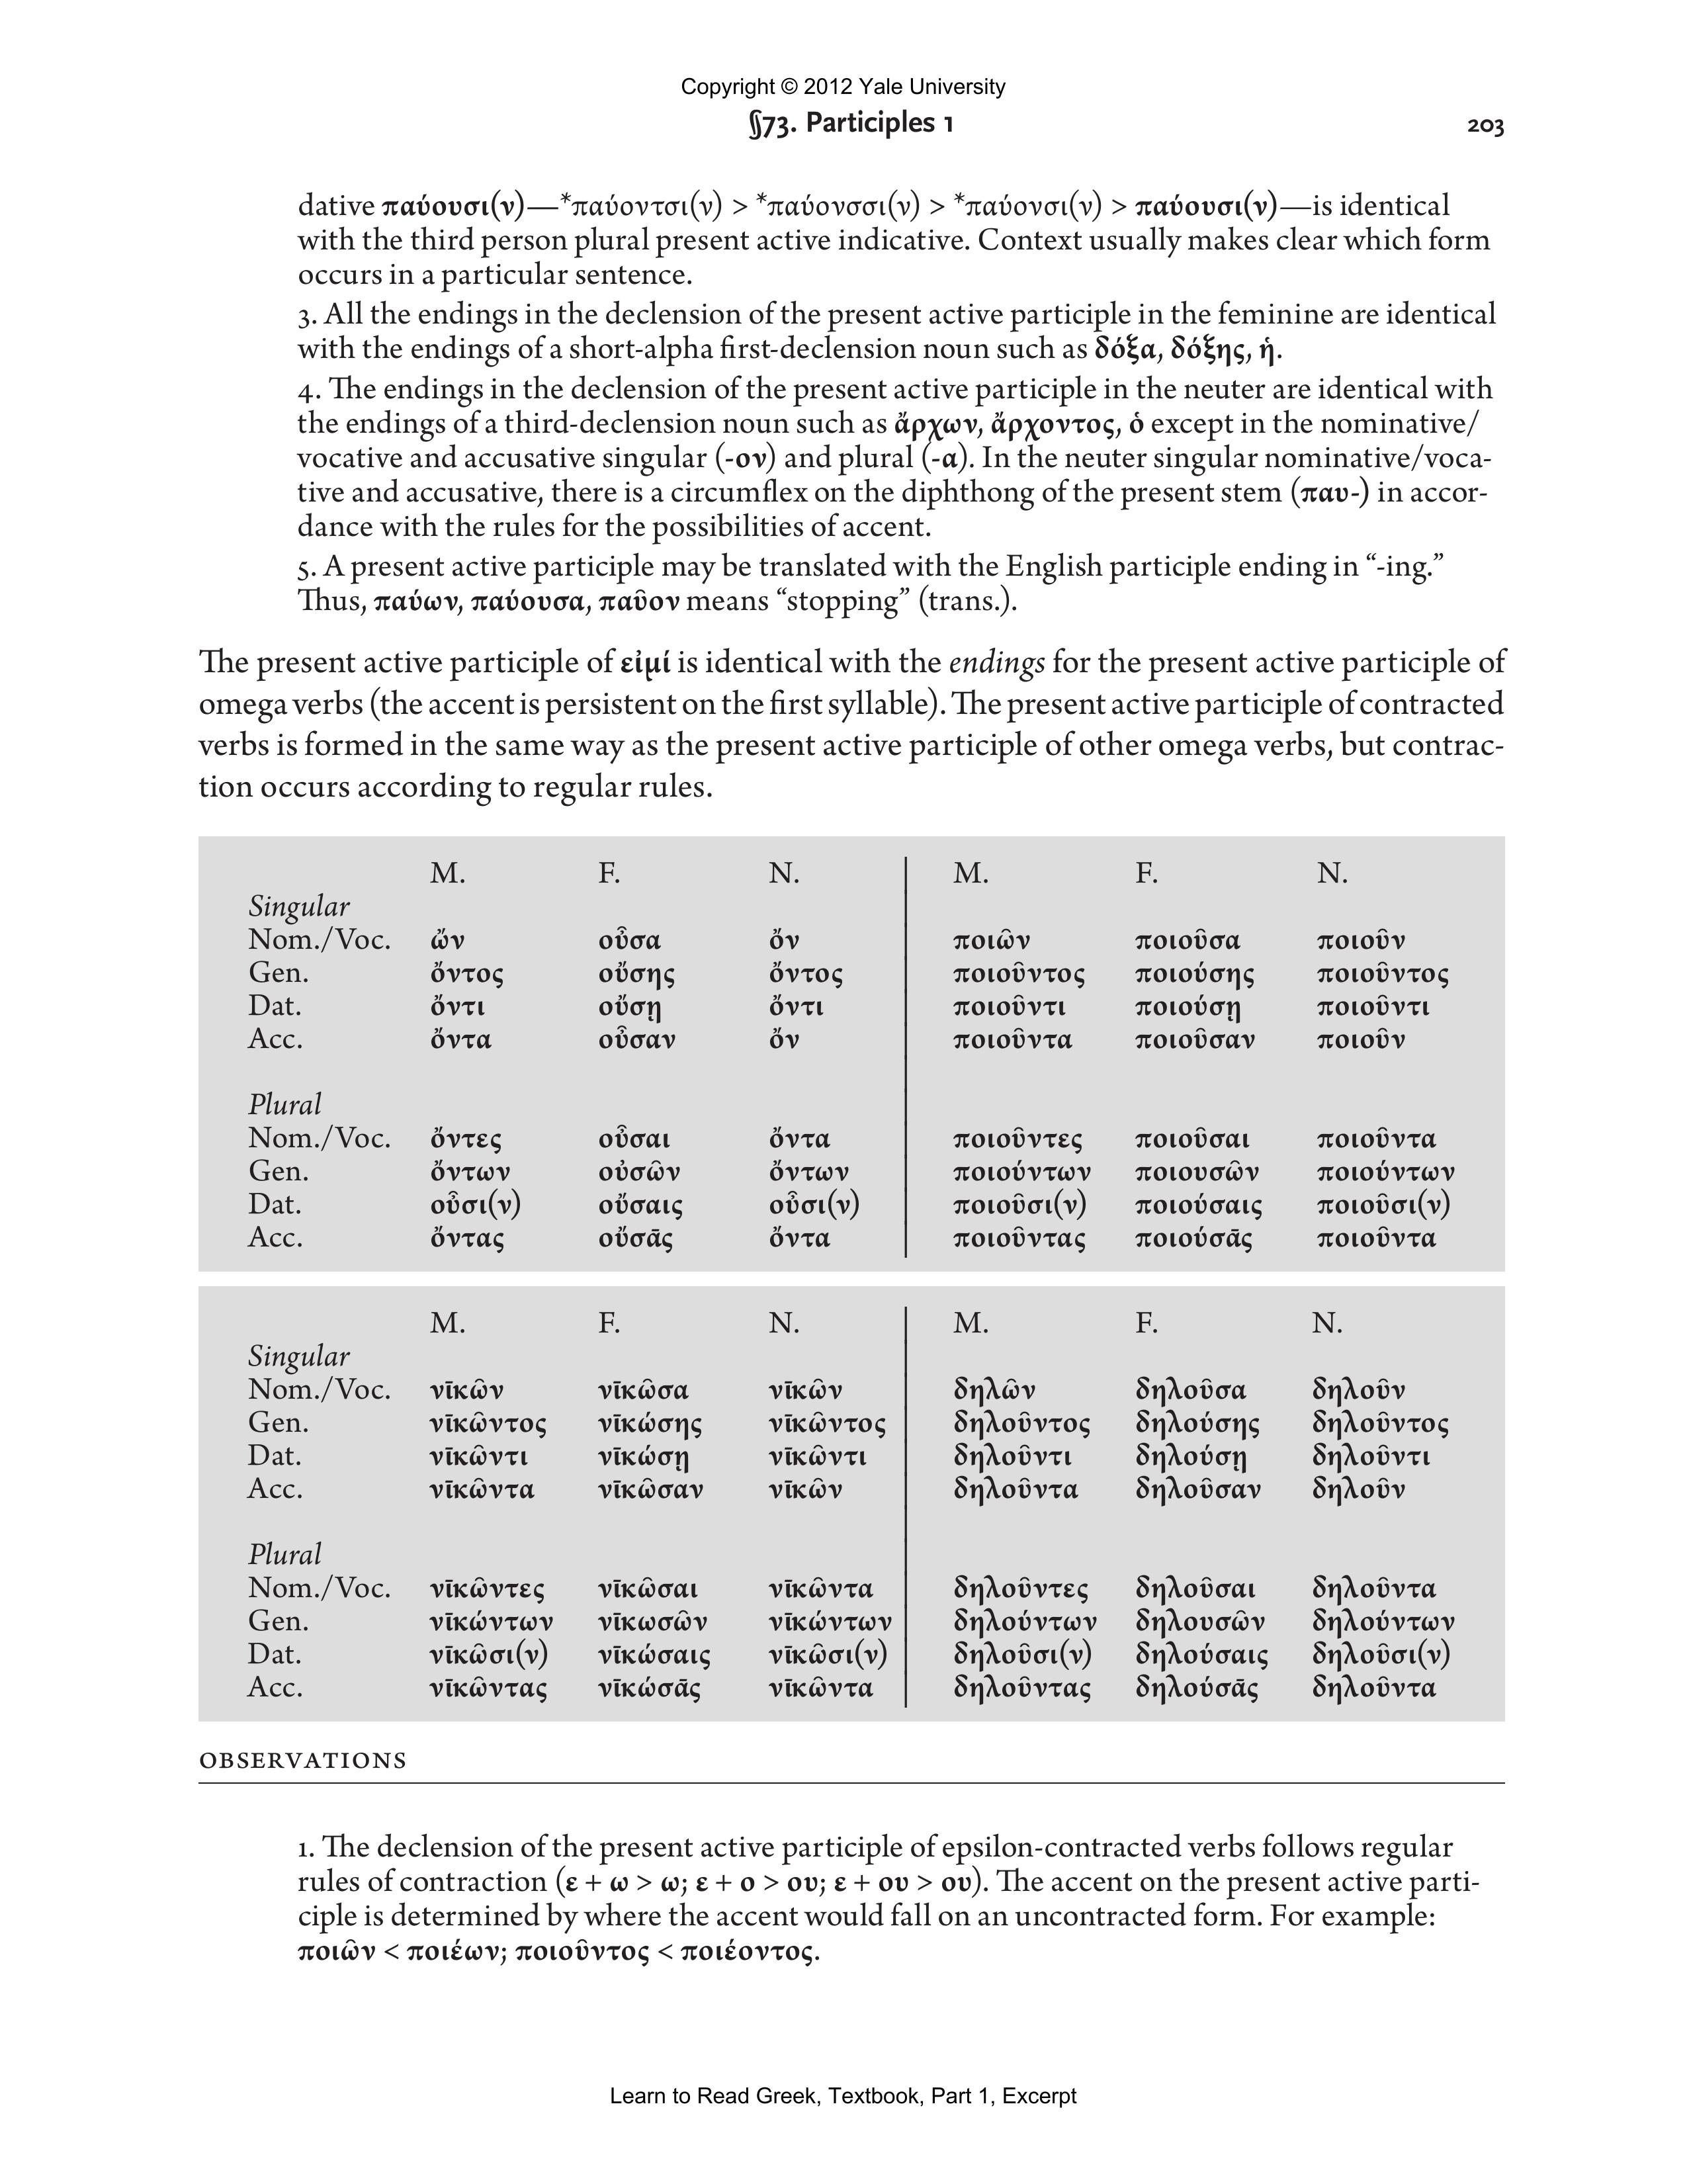 Copyright © 2012 Yale University
§73. Participles 1 203
dative παύουσι(ν)—*παύοντσι(ν) > *παύονσσι(ν) > *παύονσι(ν) > παύουσι(ν)—is identical
with the third person plural present active indicative. Context usually makes clear which form
occurs in a particular sentence.
3. All the endings in the declension of the present active participle in the feminine are identical
with the endings of a short-alpha first-declension noun such as δόξα, δόξης, ἡ.
4. The endings in the declension of the present active participle in the neuter are identical with
the endings of a third-declension noun such as ἄρχων, ἄρχοντος, ὁ except in the nominative/
vocative and accusative singular (-ον) and plural (-α). In the neuter singular nominative/voca-
tive and accusative, there is a circumflex on the diphthong of the present stem (παυ-) in accor-
dance with the rules for the possibilities of accent.
5. A present active participle may be translated with the English participle ending in “-ing.”
Thus, παύων, παύουσα, παῦον means “stopping” (trans.).
The present active participle of εἰμί is identical with the endings for the present active participle of
omega verbs (the accent is persistent on the first syllable). The present active participle of contracted
verbs is formed in the same way as the present active participle of other omega verbs, but contrac-
tion occurs according to regular rules.
M. F. N. M. F. N.
Singular
Nom./Voc. ὤν οὖσα ὄν ποιῶν ποιοῦσα ποιοῦν
Gen. ὄντος οὔσης ὄντος ποιοῦντος ποιούσης ποιοῦντος
Dat. ὄντι οὔσῃ ὄντι ποιοῦντι ποιούσῃ ποιοῦντι
Acc. ὄντα οὖσαν ὄν ποιοῦντα ποιοῦσαν ποιοῦν
Plural
Nom./Voc. ὄντες οὖσαι ὄντα ποιοῦντες ποιοῦσαι ποιοῦντα
Gen. ὄντων οὐσῶν ὄντων ποιούντων ποιουσῶν ποιούντων
Dat. οὖσι(ν) οὔσαις οὖσι(ν) ποιοῦσι(ν) ποιούσαις ποιοῦσι(ν)
Acc. ὄντας οὔσᾱς ὄντα ποιοῦντας ποιούσᾱς ποιοῦντα
M. F. N. M. F. N.
Singular
Nom./Voc. νῑκῶν νῑκῶσα νῑκῶν δηλῶν δηλοῦσα δηλοῦν
Gen. νῑκῶντος νῑκώσης νῑκῶντος δηλοῦντος δηλούσης δηλοῦντος
Dat. νῑκῶντι νῑκώσῃ νῑκῶντι δηλοῦντι δηλούσῃ δηλοῦντι
Acc. νῑκῶντα νῑκῶσαν νῑκῶν δηλοῦντα δηλοῦσαν δηλοῦν
Plural
Nom./Voc. νῑκῶντες νῑκῶσαι νῑκῶντα δηλοῦντες δηλοῦσαι δηλοῦντα
Gen. νῑκώντων νῑκωσῶν νῑκώντων δηλούντων δηλουσῶν δηλούντων
Dat. νῑκῶσι(ν) νῑκώσαις νῑκῶσι(ν) δηλοῦσι(ν) δηλούσαις δηλοῦσι(ν)
Acc. νῑκῶντας νῑκώσᾱς νῑκῶντα δηλοῦντας δηλούσᾱς δηλοῦντα
OBSERVATIONS
1. The declension of the present active participle of epsilon-contracted verbs follows regular
rules of contraction (ε + ω > ω; ε + ο > ου; ε + ου > ου). The accent on the present active parti-
ciple is determined by where the accent would fall on an uncontracted form. For example:
ποιῶν < ποιέων; ποιοῦντος < ποιέοντος.
Learn to Read Greek, Textbook, Part 1, Excerpt